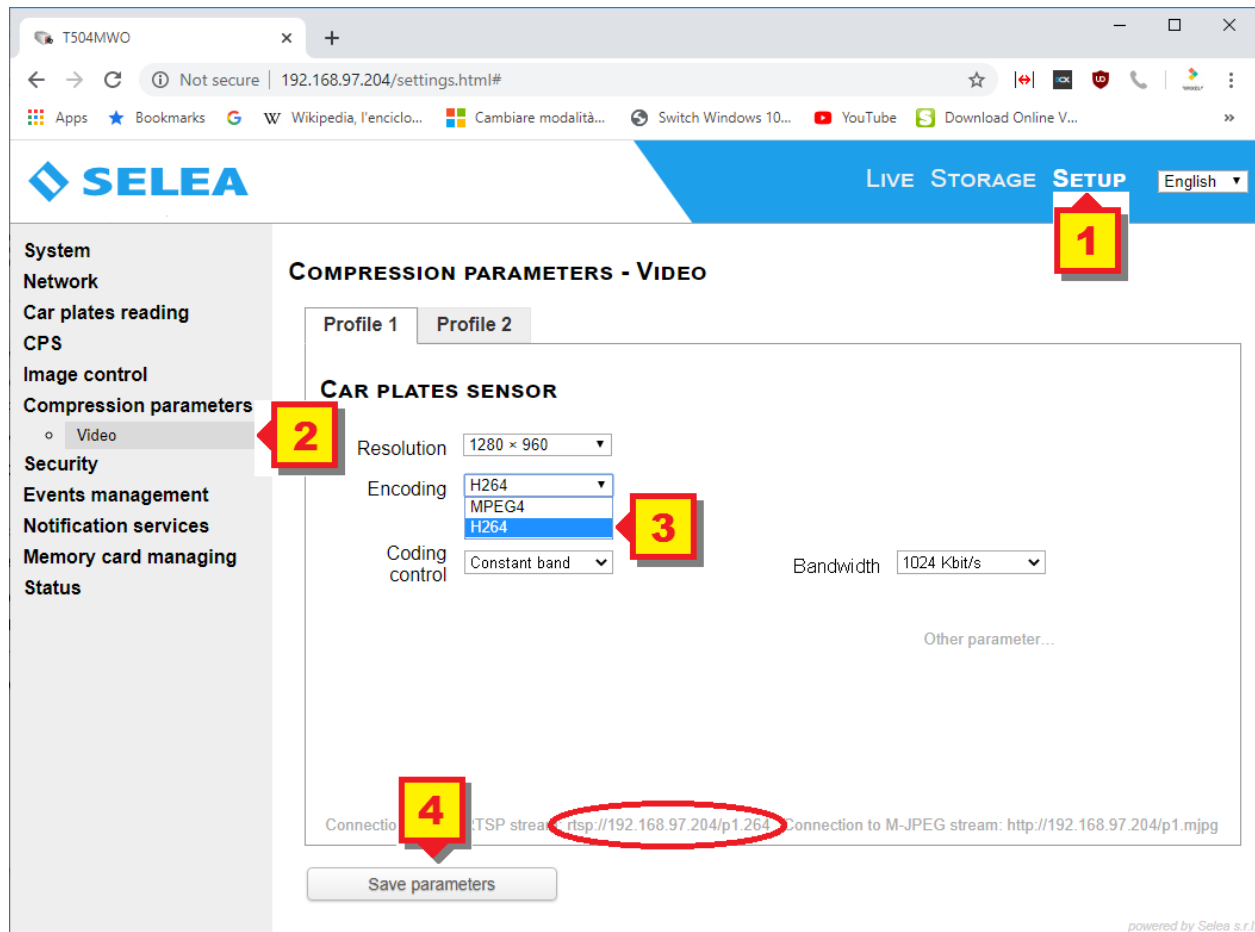 T504MWO
Not secure | 192.168.97.204/settings.html#
Apps Bookmarks Wikipedia, l'enciclo... Cambiare modalità... Switch Windows 10... YouTube Download Online V... »
SELEA
LIVE STORAGE SETUP English
1
System
Network
Car plates reading
CPS
Image control
Compression parameters
Video
2
Security
Events management
Notification services
Memory card managing
Status
COMPRESSION PARAMETERS - VIDEO
Profile 1 Profile 2
CAR PLATES SENSOR
Resolution 1280 × 960
Encoding H264
MPEG4
H264
3
Coding control Constant band Bandwidth 1024 Kbit/s
Other parameter...
4
Connectio TSP stream: rtsp://192.168.97.204/p1.264 Connection to M-JPEG stream: http://192.168.97.204/p1.mjpg
Save parameters
powered by Selea s.r.l